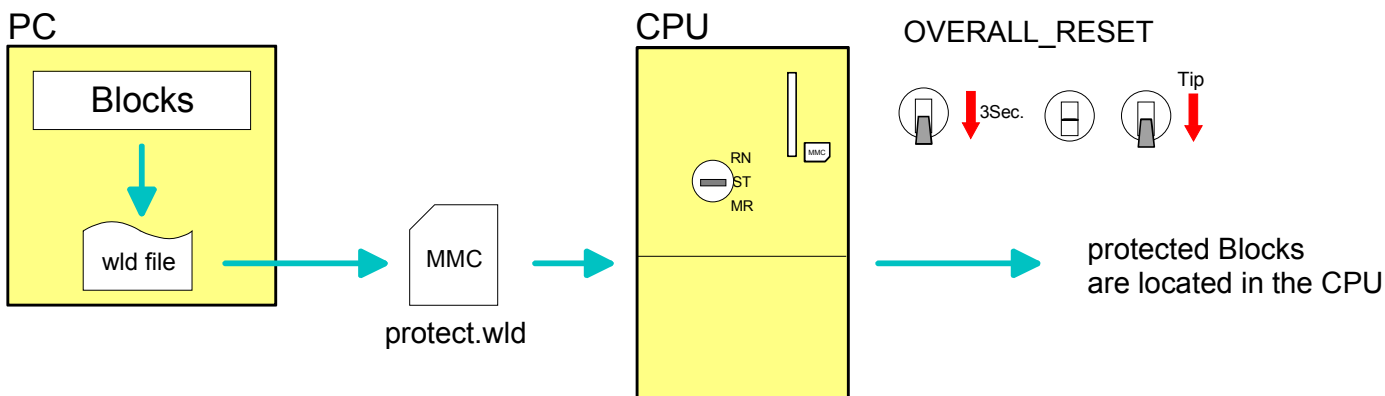 PC
Blocks
wld file
MMC
protect.wld
CPU
MMC
RN
ST
MR
OVERALL_RESET
3Sec.
Tip
protected Blocks
are located in the CPU